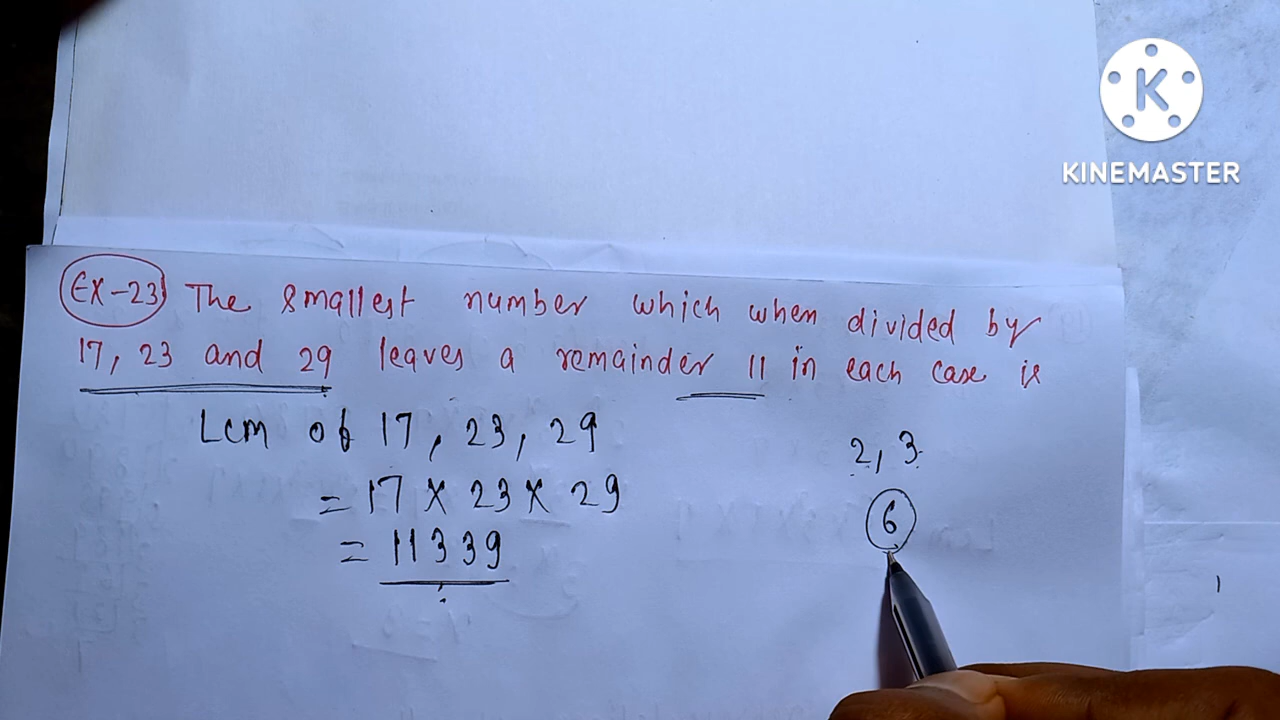 K
KINEMASTER
Ex-23 The smallest number which when divided by
17, 23 and 29 leaves a remainder 11 in each case is
Lcm of 17, 23, 29
= 17 x 23 x 29
= 11339
2, 3
6